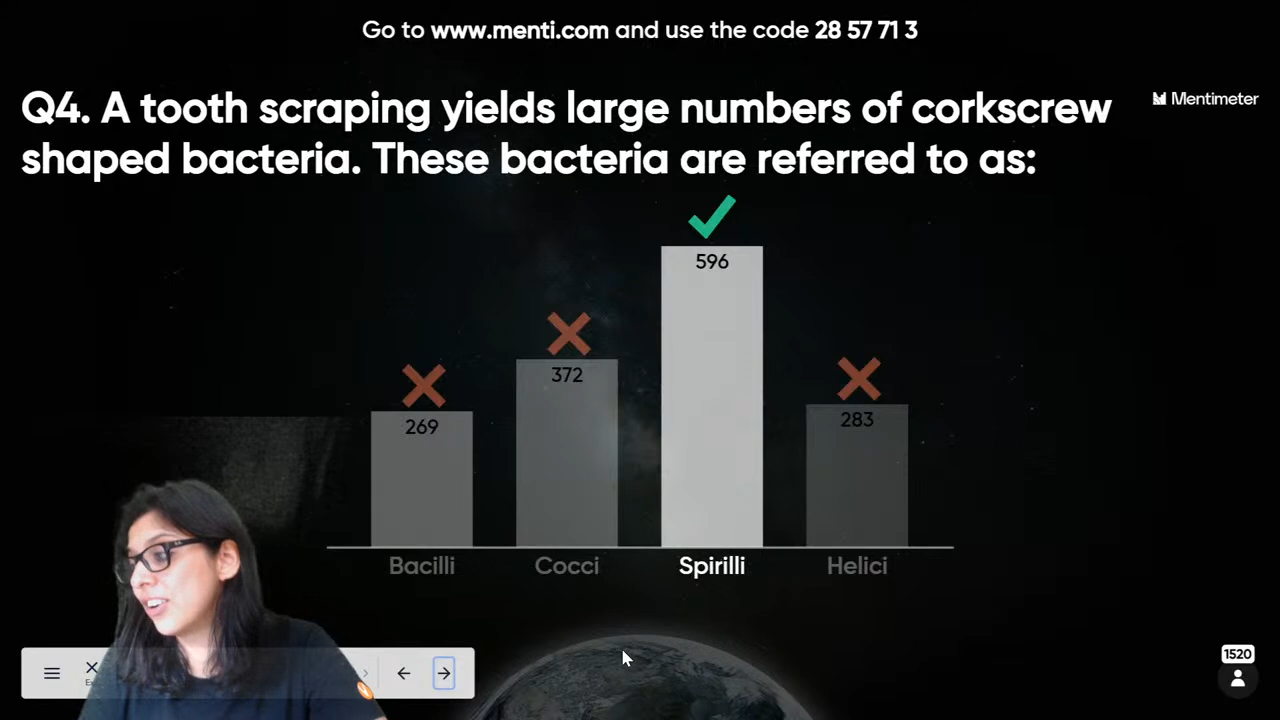 Go to www.menti.com and use the code 28 57 71 3
Q4. A tooth scraping yields large numbers of corkscrew
shaped bacteria. These bacteria are referred to as:
Mentimeter
596
372
283
269
Bacilli
Cocci
Spirilli
Helici
1520